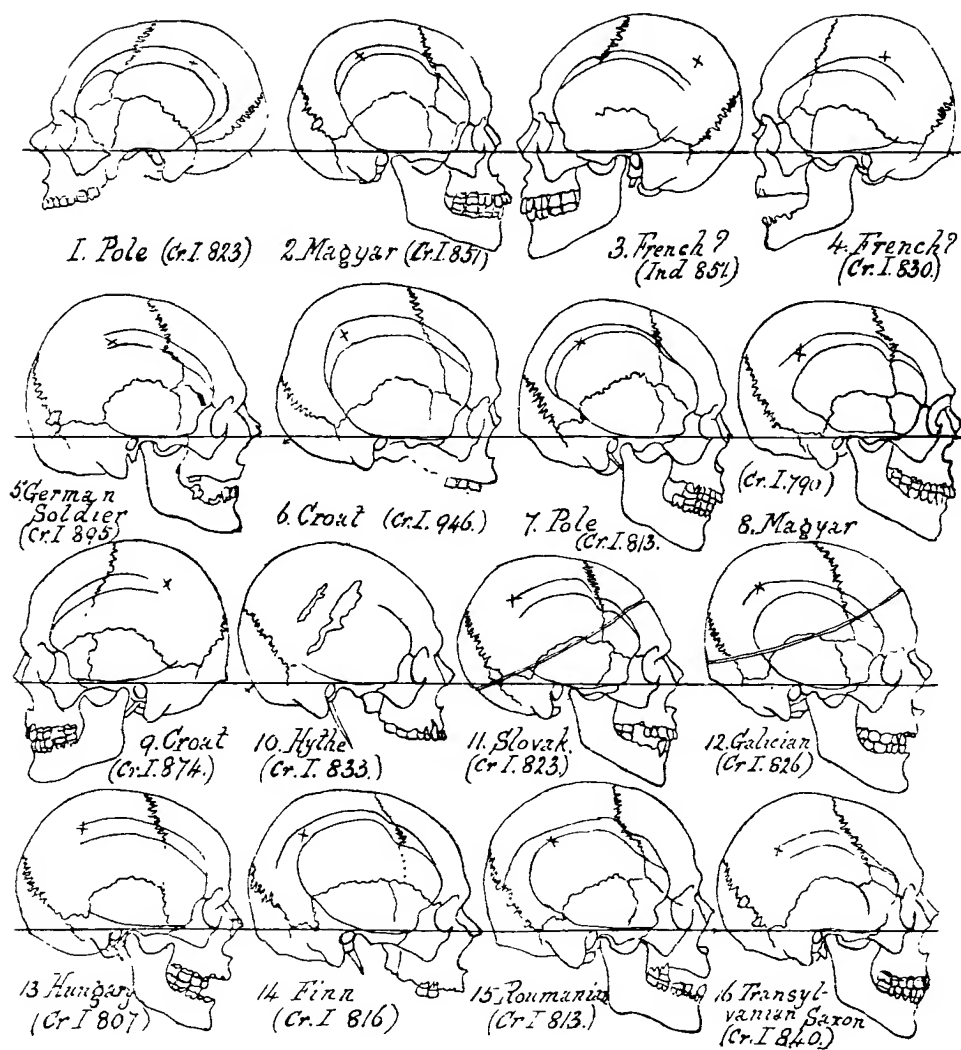 1. Pole (Cr.I 823)
2. Magyar (Cr.I.851)
3. French?
(Ind 851)
4. French?
(Cr.I.830.)
5 German
Soldier
(Cr.I 895)
6. Croat (Cr.I.946.)
7. Pole
(Cr.I.813.
(Cr.I.790)
8. Magyar
9. Croat
(Cr.I.874.)
10. Hythe
(Cr.I. 833.)
11. Slovak.
(Cr.I.823.)
12. Galician
(Cr.I 826)
13 Hungary
(Cr I 807)
14 Finn
(Cr.I 816)
15. Roumania
(Cr I 813.)
16 Transyl-
vanian Saxon
(Cr.I 840.)